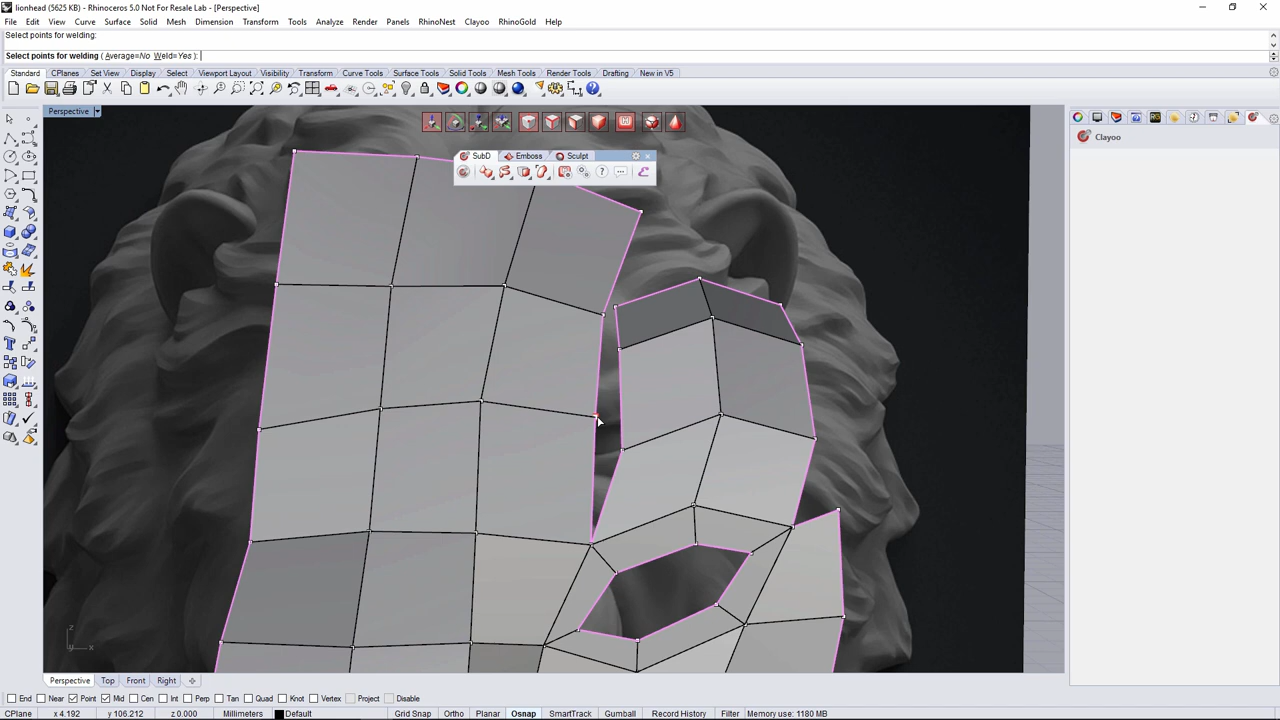 lionhead (5625 KB) - Rhinoceros 5.0 Not For Resale Lab - [Perspective]
File Edit View Curve Surface Solid Mesh Dimension Transform Tools Analyze Render Panels RhinoNest Clayoo RhinoGold Help
Select points for welding:
Select points for welding ( Average=No Weld=Yes ):
Standard CPlanes Set View Display Select Viewport Layout Visibility Transform Curve Tools Surface Tools Solid Tools Mesh Tools Render Tools Drafting New in V5
Perspective
Clayoo
SubD Emboss Sculpt
z
y x
Perspective Top Front Right
End Near Point Mid Cen Int Perp Tan Quad Knot Vertex Project Disable
CPlane x 4.192 y 106.212 z 0.000 Millimeters Default Grid Snap Ortho Planar Osnap SmartTrack Gumball Record History Filter Memory use: 1180 MB